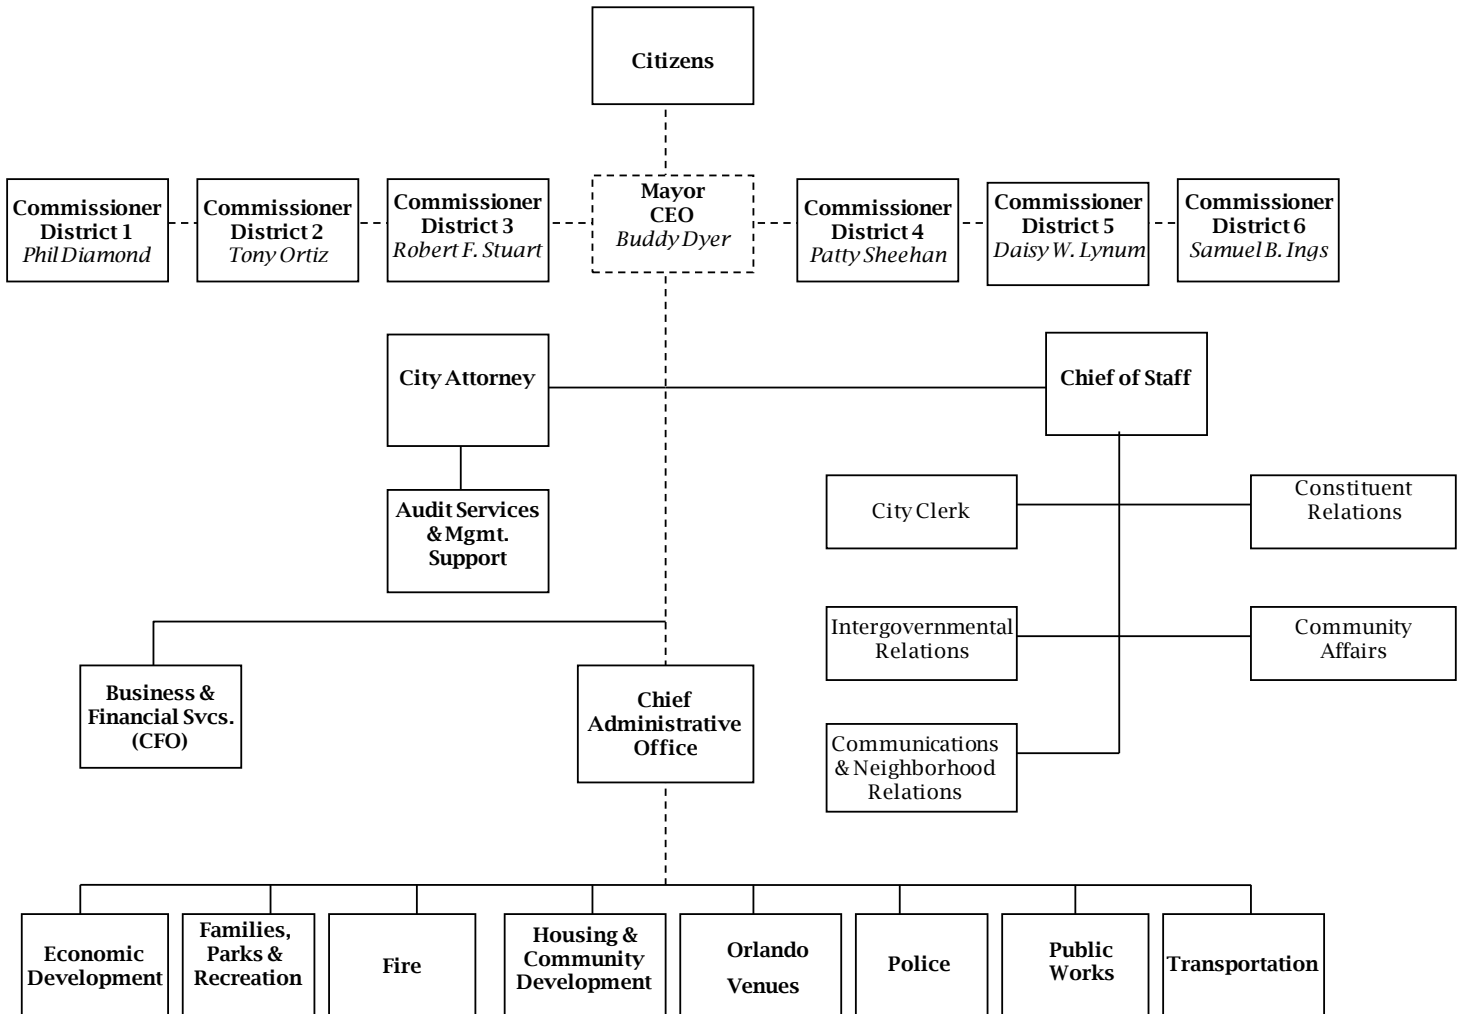 Citizens
Commissioner
District 1
Phil Diamond
Commissioner
District 2
Tony Ortiz
Commissioner
District 3
Robert F. Stuart
Mayor
CEO
Buddy Dyer
Commissioner
District 4
Patty Sheehan
Commissioner
District 5
Daisy W. Lynum
Commissioner
District 6
Samuel B. Ings
City Attorney
Chief of Staff
Audit Services
& Mgmt.
Support
City Clerk
Constituent
Relations
Intergovernmental
Relations
Community
Affairs
Business &
Financial Svcs.
(CFO)
Chief
Administrative
Office
Communications
& Neighborhood
Relations
Economic
Development
Families,
Parks &
Recreation
Fire
Housing &
Community
Development
Orlando
Venues
Police
Public
Works
Transportation